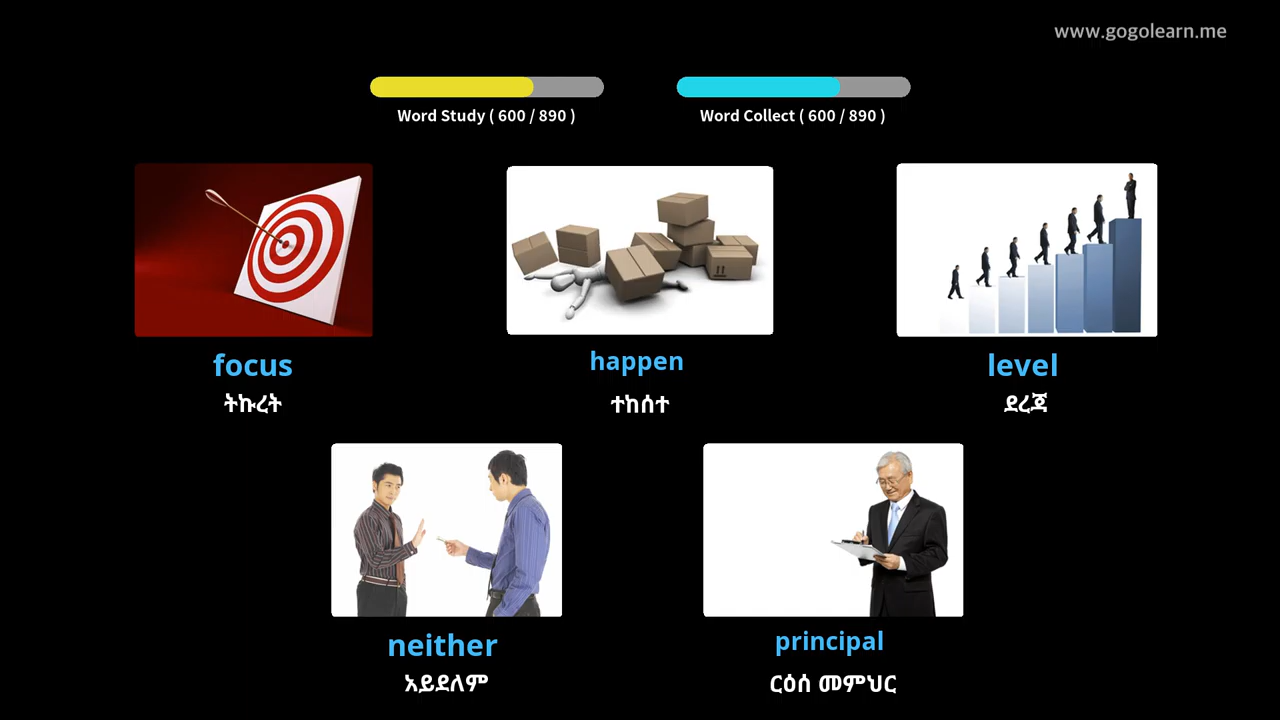 www.gogolearn.me
Word Study ( 600 / 890 )
Word Collect ( 600 / 890 )
focus
ትኩረት
happen
ተከሰተ
level
ደረጃ
neither
አይደለም
principal
ርዕሰ መምህር